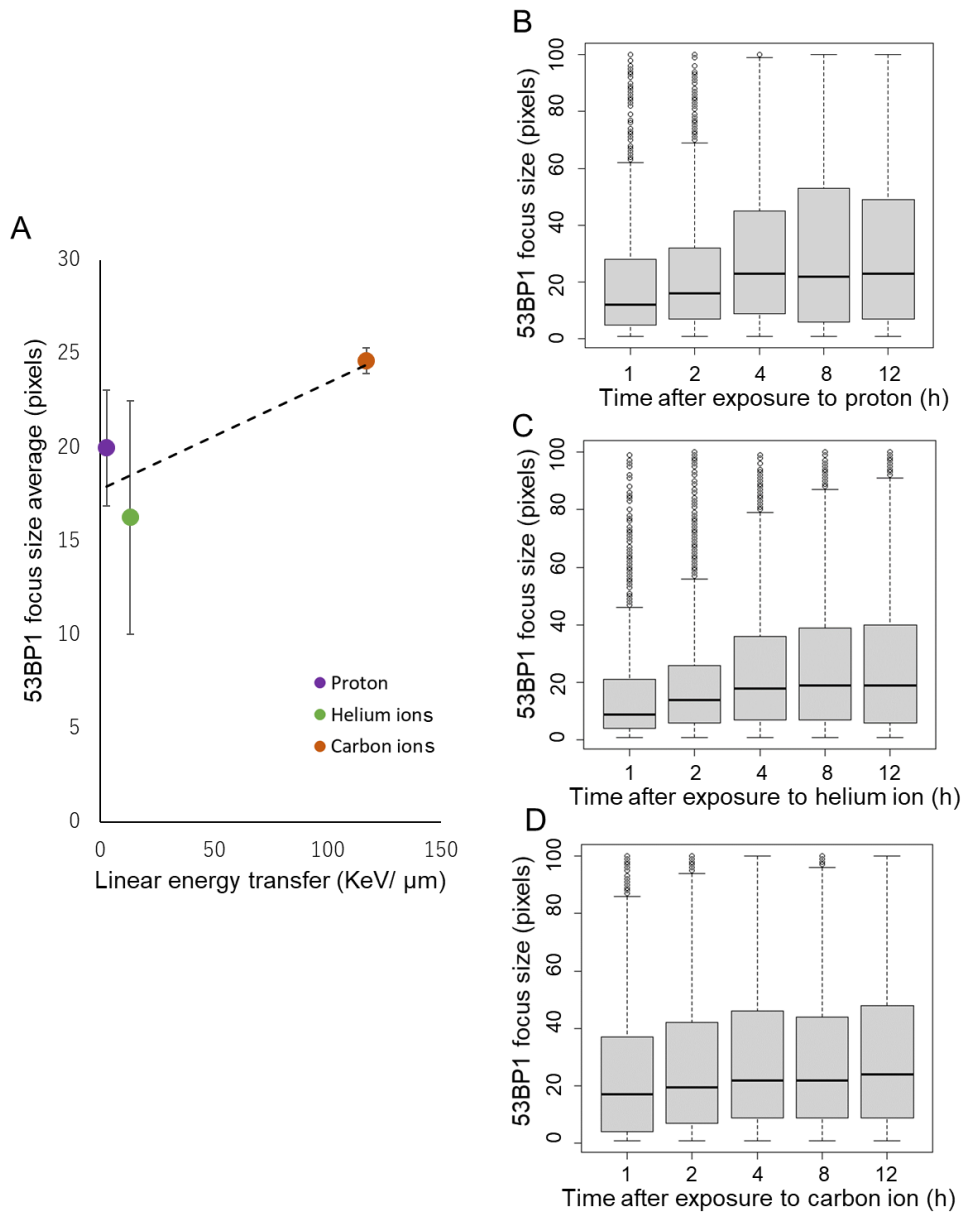 A
53BP1 focus size average (pixels)
30
25
20
15
10
5
0
0 50 100 150
Linear energy transfer (KeV/ µm)
Proton
Helium ions
Carbon ions
B
53BP1 focus size (pixels)
100
80
60
40
20
0
1 2 4 8 12
Time after exposure to proton (h)
C
53BP1 focus size (pixels)
100
80
60
40
20
0
1 2 4 8 12
Time after exposure to helium ion (h)
D
53BP1 focus size (pixels)
100
80
60
40
20
0
1 2 4 8 12
Time after exposure to carbon ion (h)